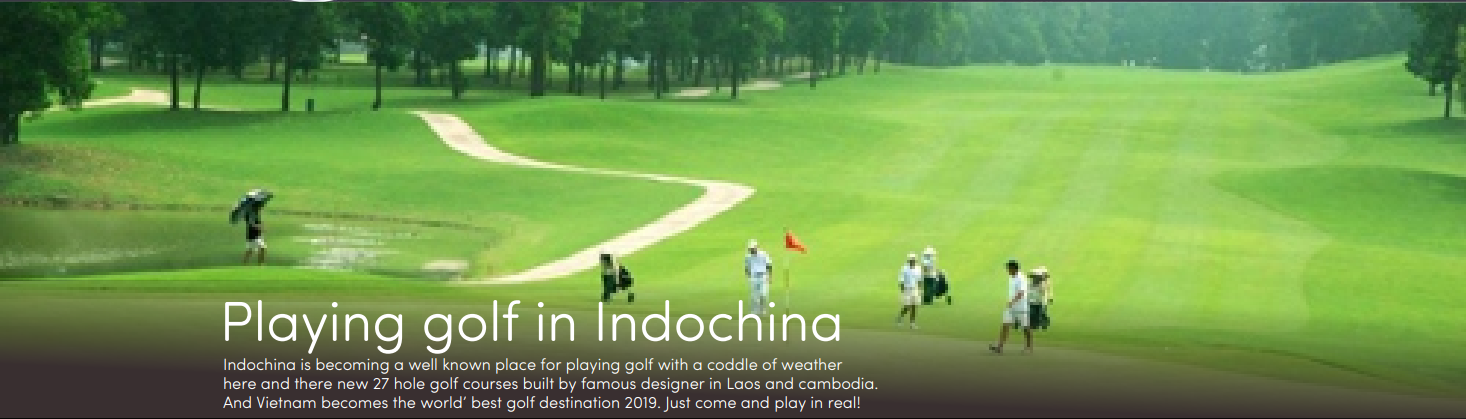 Playing golf in Indochina
Indochina is becoming a well known place for playing golf with a coddle of weather
here and there new 27 hole golf courses built by famous designer in Laos and cambodia.
And Vietnam becomes the world’ best golf destination 2019. Just come and play in real!